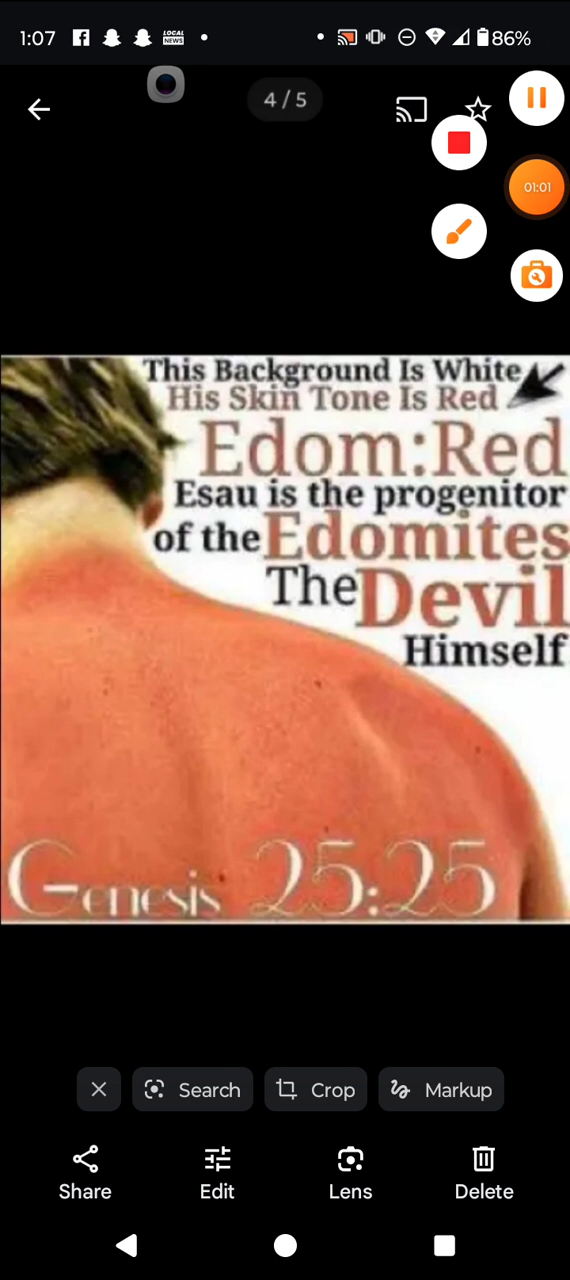 1:07
LOCAL NEWS
86%
4 / 5
01:01
This Background Is White
His Skin Tone Is Red
Edom:Red
Esau is the progenitor
of the Edomites
The Devil
Himself
Genesis 25:25
Search
Crop
Markup
Share
Edit
Lens
Delete